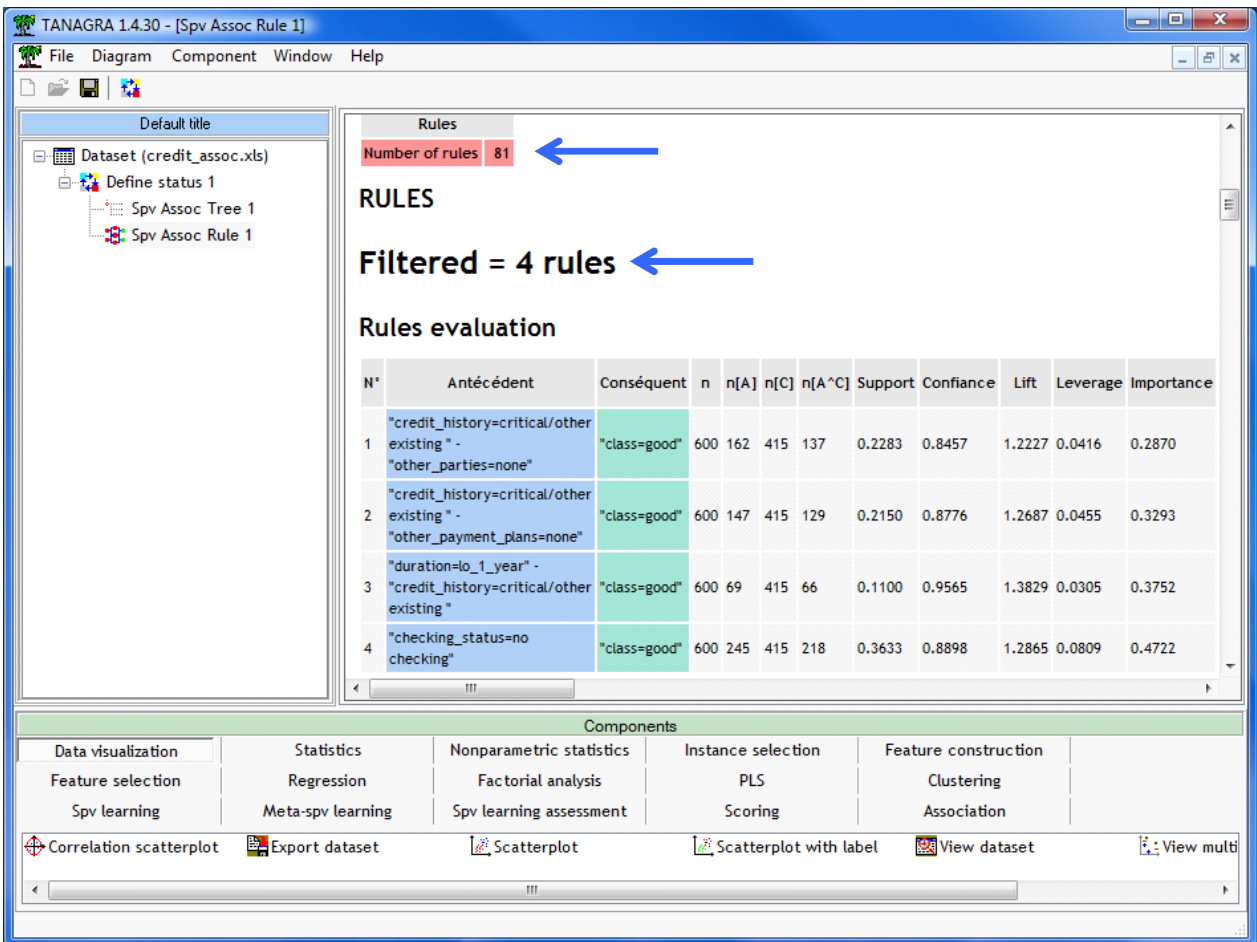 TANAGRA 1.4.30 - [Spv Assoc Rule 1]
File Diagram Component Window Help
Default title
Dataset (credit_assoc.xls)
Define status 1
Spv Assoc Tree 1
Spv Assoc Rule 1
Rules
Number of rules 81
RULES
Filtered = 4 rules
Rules evaluation
N° Antécédent Conséquent n n[A] n[C] n[A^C] Support Confiance Lift Leverage Importance
"credit_history=critical/other
1 existing " - "class=good" 600 162 415 137 0.2283 0.8457 1.2227 0.0416 0.2870
"other_parties=none"
"credit_history=critical/other
2 existing " - "class=good" 600 147 415 129 0.2150 0.8776 1.2687 0.0455 0.3293
"other_payment_plans=none"
"duration=lo_1_year" -
3 "credit_history=critical/other "class=good" 600 69 415 66 0.1100 0.9565 1.3829 0.0305 0.3752
existing "
"checking_status=no
4 checking" "class=good" 600 245 415 218 0.3633 0.8898 1.2865 0.0809 0.4722
Components
Data visualization Statistics Nonparametric statistics Instance selection Feature construction
Feature selection Regression Factorial analysis PLS Clustering
Spv learning Meta-spv learning Spv learning assessment Scoring Association
Correlation scatterplot Export dataset Scatterplot Scatterplot with label View dataset View multi